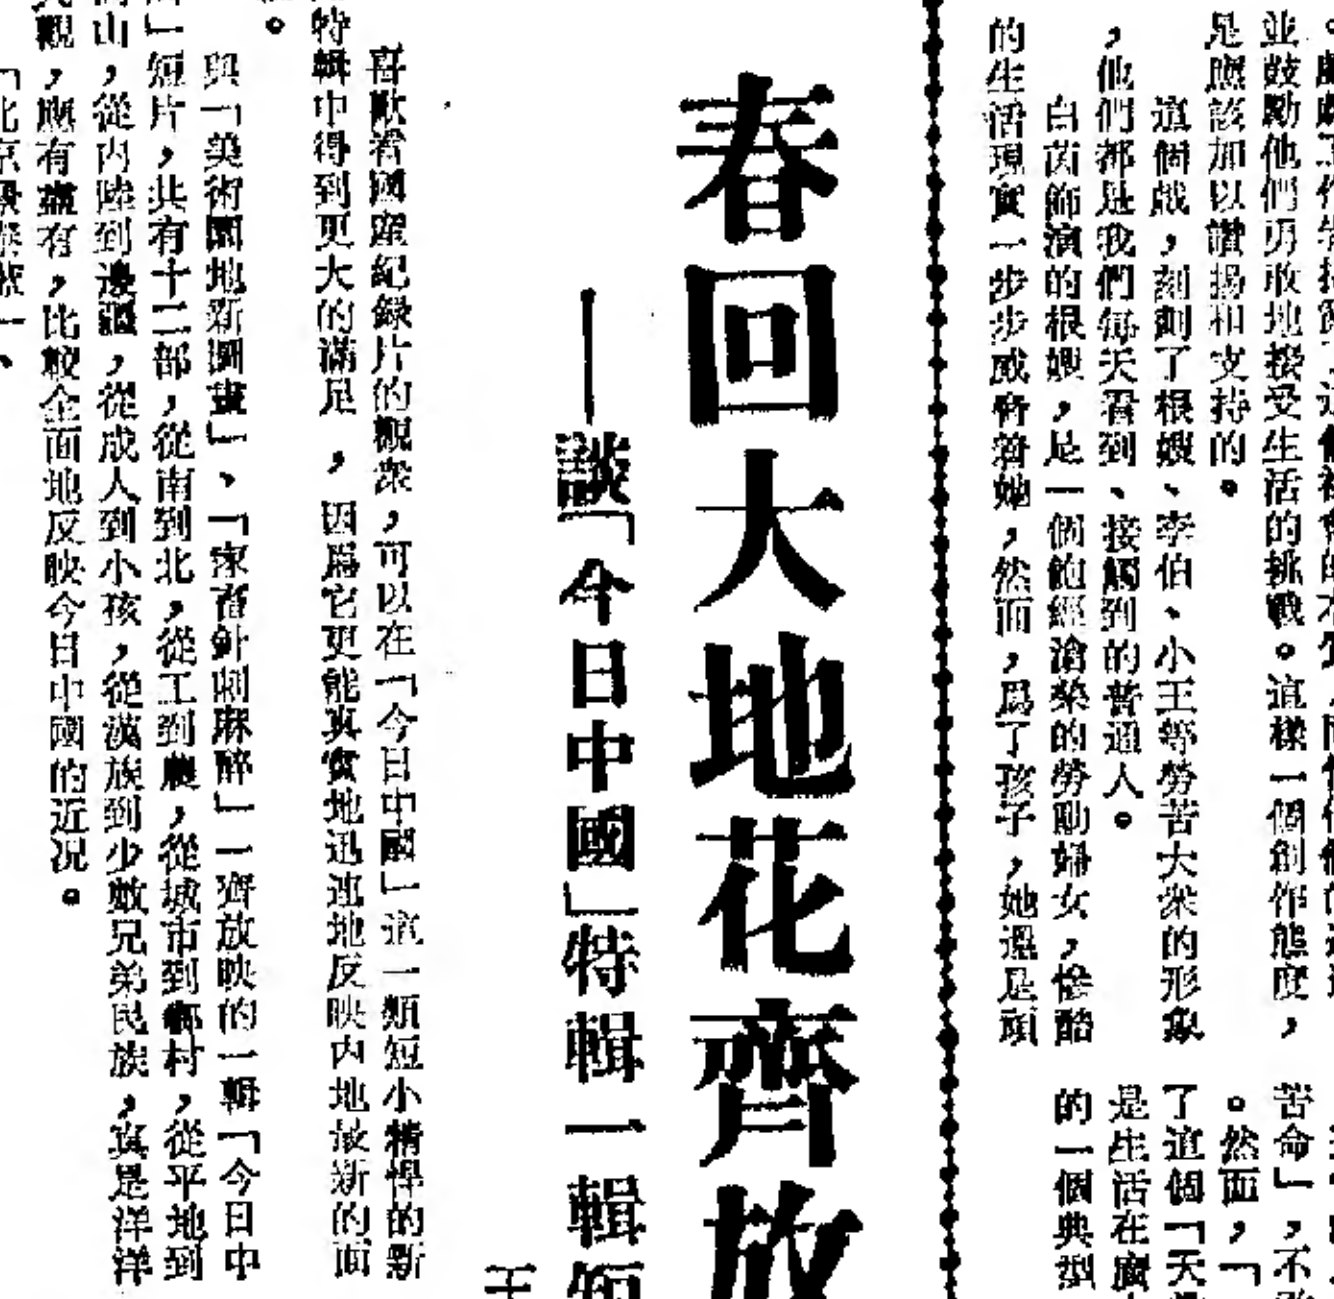 並鼓勵他們勇敢地接受生活的挑戰。這樣一個創作態度，
是應該加以讚揚和支持的。
這個戲，刻劃了根嫂、李伯、小王等勞苦大眾的形象
，他們都是我們每天看到、接觸到的普通人。
白茵飾演的根嫂，是一個飽經滄桑的勞動婦女，慘酷
的生活現實一步步威脅着她，然而，爲了孩子，她還是頑
苦命」，不
。然而，「
了這個「天
是生活在廣
的一個典型
春回大地花齊放
——談「今日中國」特輯一輯短
王
喜歡看國產紀錄片的觀衆，可以在「今日中國」這一類短小精悍的新
特輯中得到更大的滿足，因爲它更能真實地迅速地反映内地最新的面
。
與「美術園地新圖畫」、「家畜針刺麻醉」一齊放映的一輯「今日中
」短片，共有十二部，從南到北，從工到農，從城市到鄉村，從平地到
山，從内陸到邊疆，從成人到小孩，從漢族到少數兄弟民族，真是洋洋
觀，應有盡有，比較全面地反映今日中國的近況。